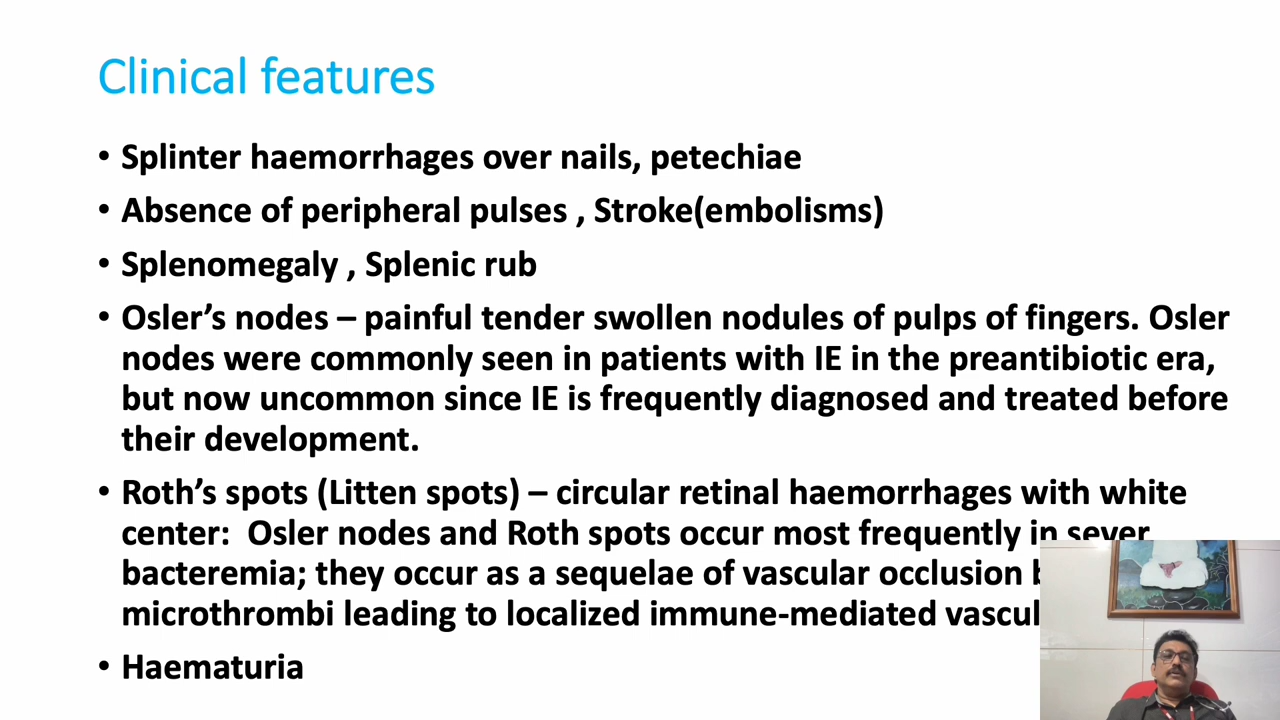 Clinical features
• Splinter haemorrhages over nails, petechiae
• Absence of peripheral pulses , Stroke(embolisms)
• Splenomegaly , Splenic rub
• Osler’s nodes – painful tender swollen nodules of pulps of fingers. Osler
nodes were commonly seen in patients with IE in the preantibiotic era,
but now uncommon since IE is frequently diagnosed and treated before
their development.
• Roth’s spots (Litten spots) – circular retinal haemorrhages with white
center: Osler nodes and Roth spots occur most frequently in sever
bacteremia; they occur as a sequelae of vascular occlusion
microthrombi leading to localized immune-mediated
• Haematuria